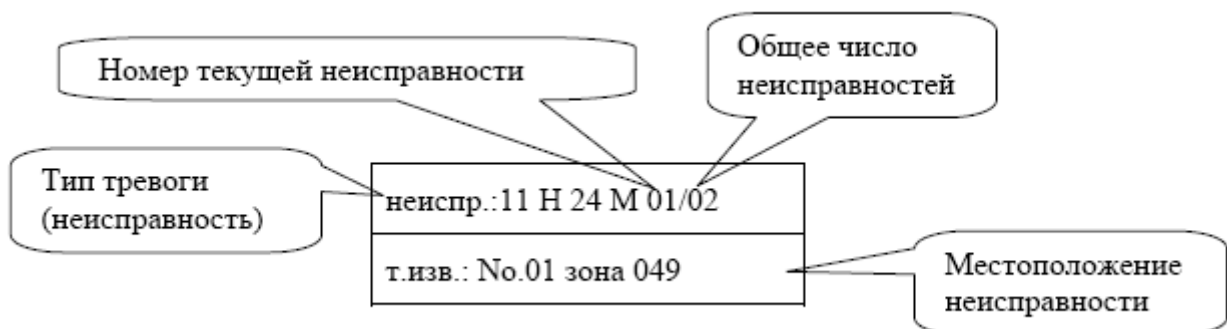 Номер текущей неисправности
Общее число
неисправностей
Тип тревоги
(неисправность)
неиспр.:11 Н 24 М 01/02
т.изв.: No.01 зона 049
Местоположение
неисправности